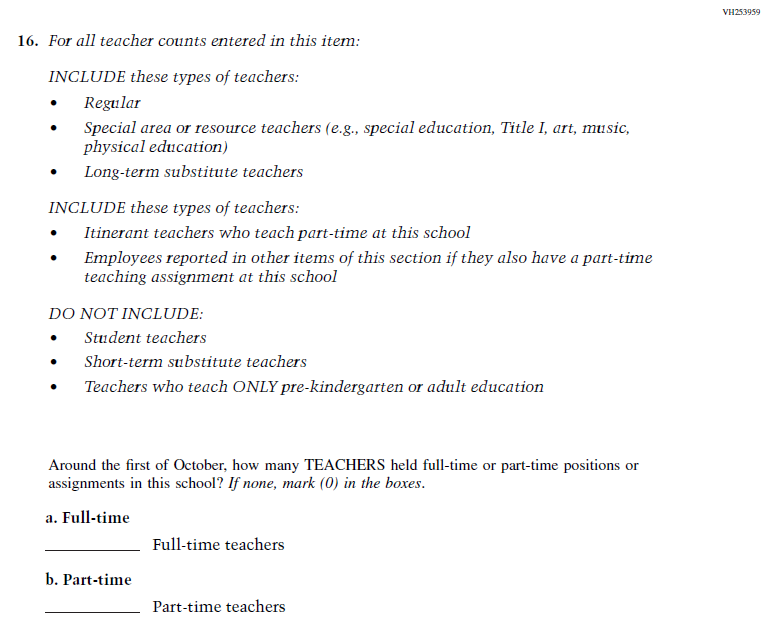 VH253959
16. For all teacher counts entered in this item:
INCLUDE these types of teachers:
• Regular
• Special area or resource teachers (e.g., special education, Title I, art, music,
physical education)
• Long-term substitute teachers
INCLUDE these types of teachers:
• Itinerant teachers who teach part-time at this school
• Employees reported in other items of this section if they also have a part-time
teaching assignment at this school
DO NOT INCLUDE:
• Student teachers
• Short-term substitute teachers
• Teachers who teach ONLY pre-kindergarten or adult education
Around the first of October, how many TEACHERS held full-time or part-time positions or
assignments in this school? If none, mark (0) in the boxes.
a. Full-time
Full-time teachers
b. Part-time
Part-time teachers